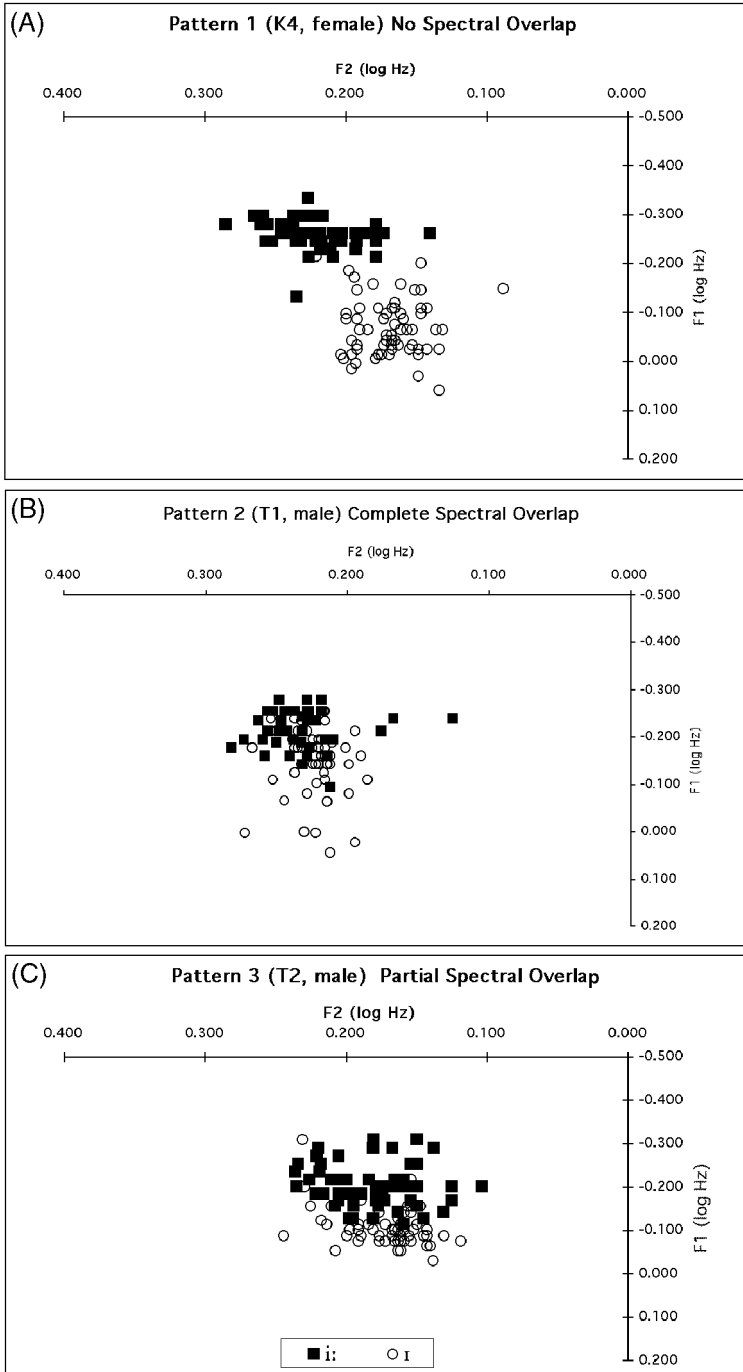 (A)
Pattern 1 (K4, female) No Spectral Overlap
F2 (log Hz)
0.400 0.300 0.200 0.100 0.000
-0.500
-0.400
-0.300
-0.200
-0.100
0.000
0.100
0.200
F1 (log Hz)
(B)
Pattern 2 (T1, male) Complete Spectral Overlap
F2 (log Hz)
0.400 0.300 0.200 0.100 0.000
-0.500
-0.400
-0.300
-0.200
-0.100
0.000
0.100
0.200
F1 (log Hz)
(C)
Pattern 3 (T2, male) Partial Spectral Overlap
F2 (log Hz)
0.400 0.300 0.200 0.100 0.000
-0.500
-0.400
-0.300
-0.200
-0.100
0.000
0.100
0.200
F1 (log Hz)
iː ɪ